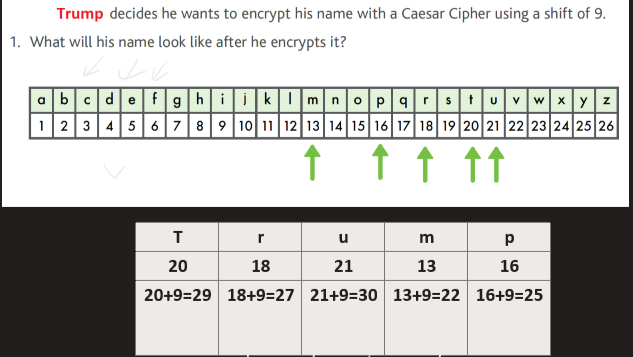 Trump decides he wants to encrypt his name with a Caesar Cipher using a shift of 9.
1. What will his name look like after he encrypts it?
a b c d e f g h i j k l m n o p q r s t u v w x y z
1 2 3 4 5 6 7 8 9 10 11 12 13 14 15 16 17 18 19 20 21 22 23 24 25 26
T r u m p
20 18 21 13 16
20+9=29 18+9=27 21+9=30 13+9=22 16+9=25